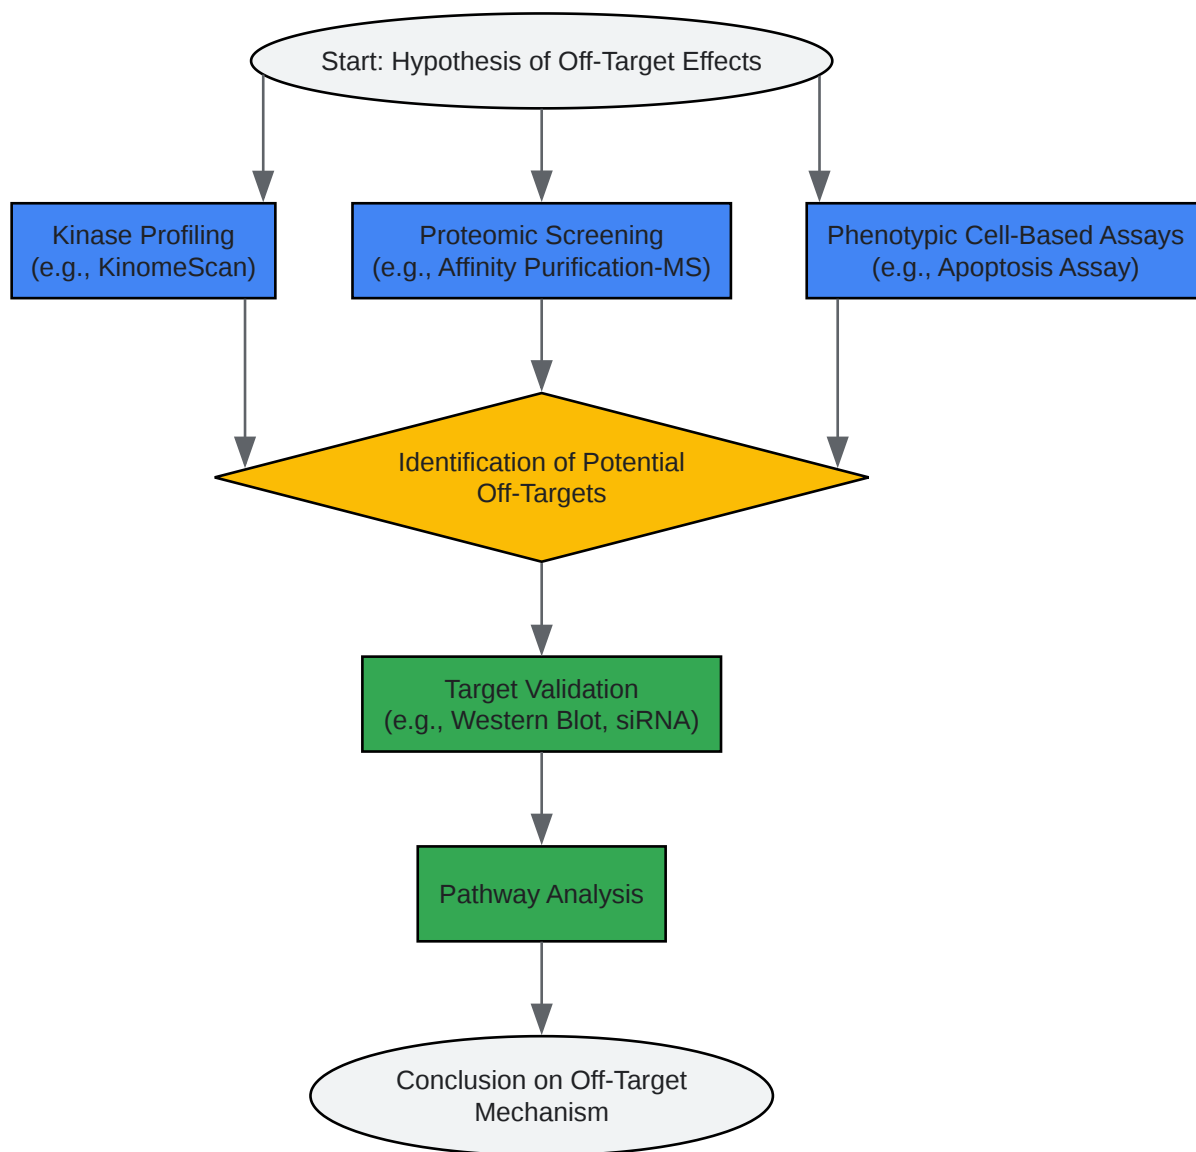 Start: Hypothesis of Off-Target Effects
Kinase Profiling
(e.g., KinomeScan)
Proteomic Screening
(e.g., Affinity Purification-MS)
Phenotypic Cell-Based Assays
(e.g., Apoptosis Assay)
Identification of Potential
Off-Targets
Target Validation
(e.g., Western Blot, siRNA)
Pathway Analysis
Conclusion on Off-Target
Mechanism